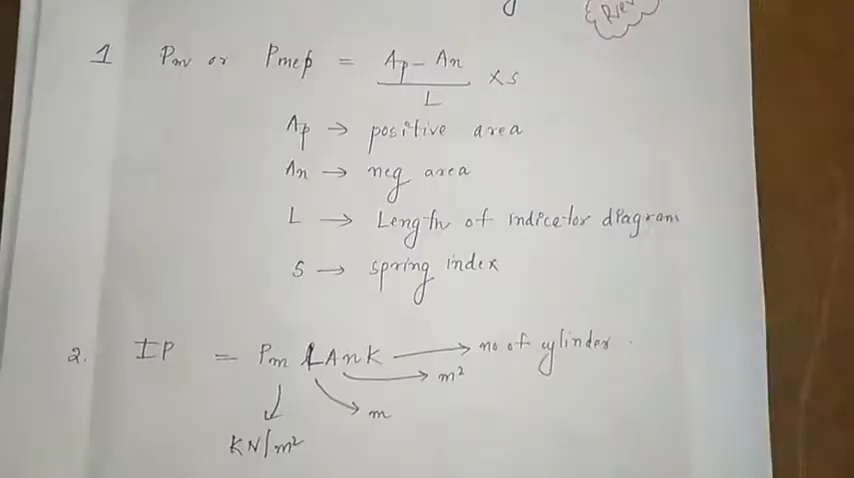 1 Pm or Pmep = Ap - An / L × s
Ap → positive area
An → neg area
L → Length of indicator diagram
S → spring index
2. IP = Pm L A n K → no of cylinder.
m²
m
KN/m²